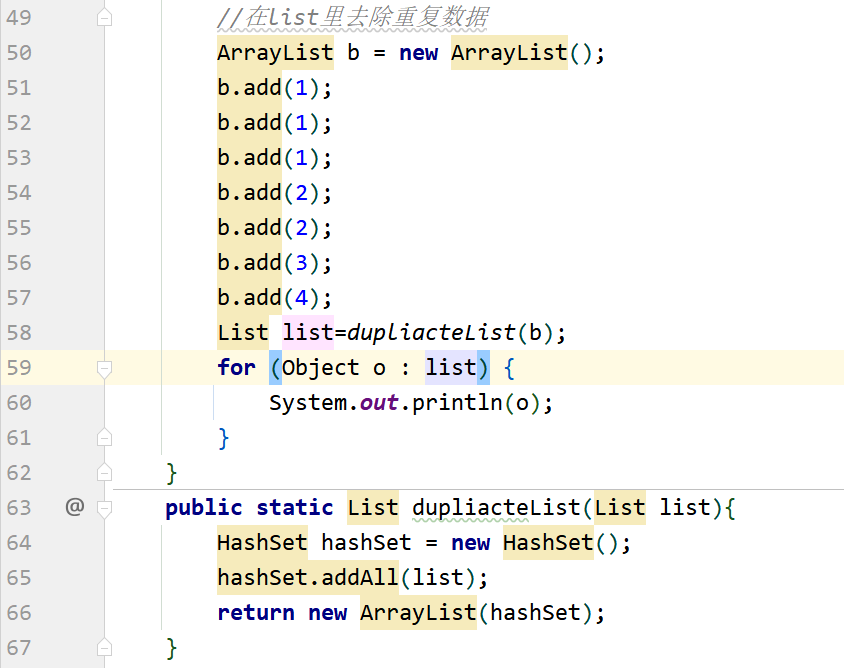 49 //在list里去除重复数据
50 ArrayList b = new ArrayList();
51 b.add(1);
52 b.add(1);
53 b.add(1);
54 b.add(2);
55 b.add(2);
56 b.add(3);
57 b.add(4);
58 List list=dupliacteList(b);
59 for (Object o : list) {
60 System.out.println(o);
61 }
62 }
63 @ public static List dupliacteList(List list){
64 HashSet hashSet = new HashSet();
65 hashSet.addAll(list);
66 return new ArrayList(hashSet);
67 }